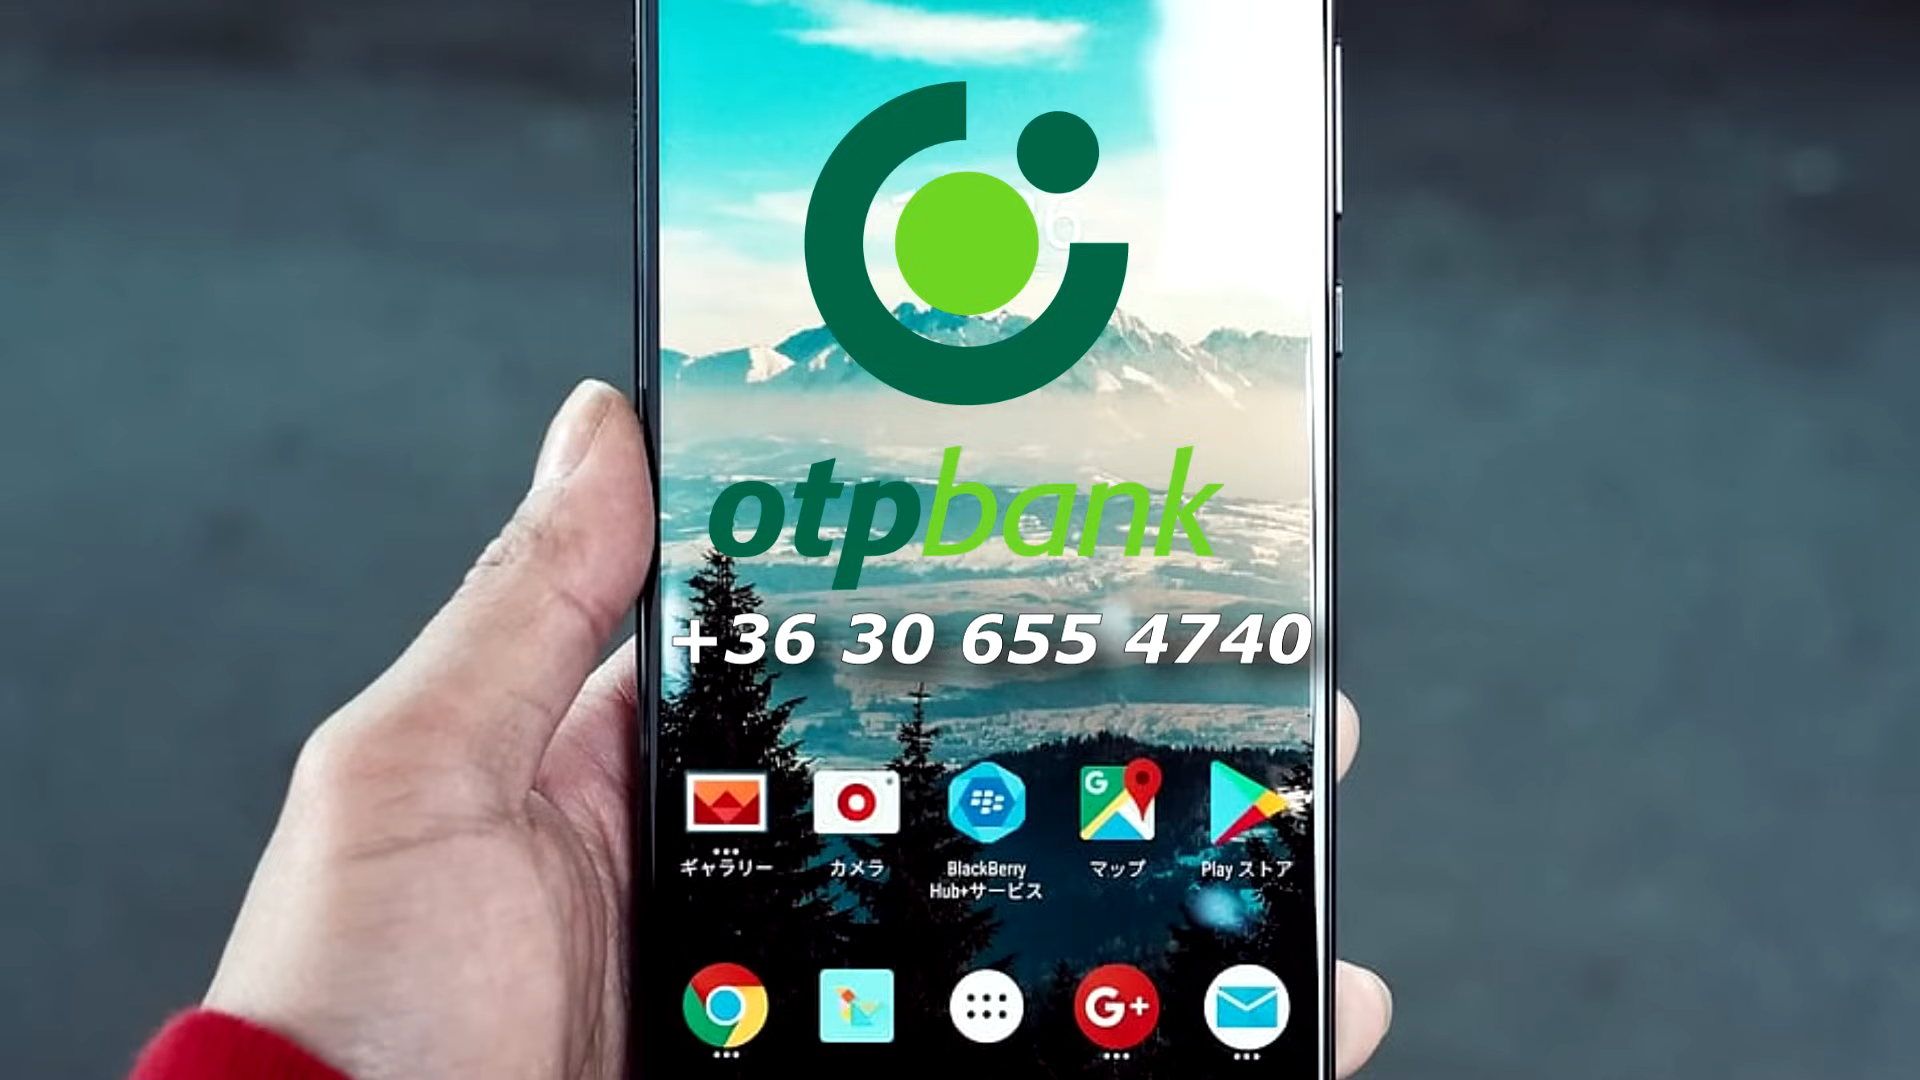 otpbank
+36 30 655 4740
ギャラリー
カメラ
BlackBerry
Hub+サービス
マップ
Play ストア
G+